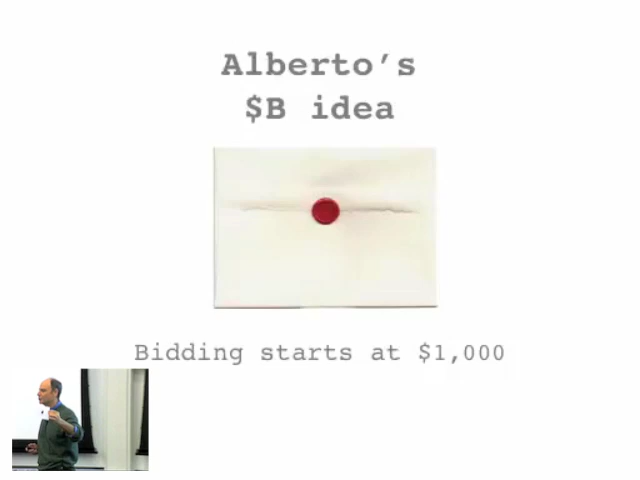 Alberto’s
$B idea
Bidding starts at $1,000